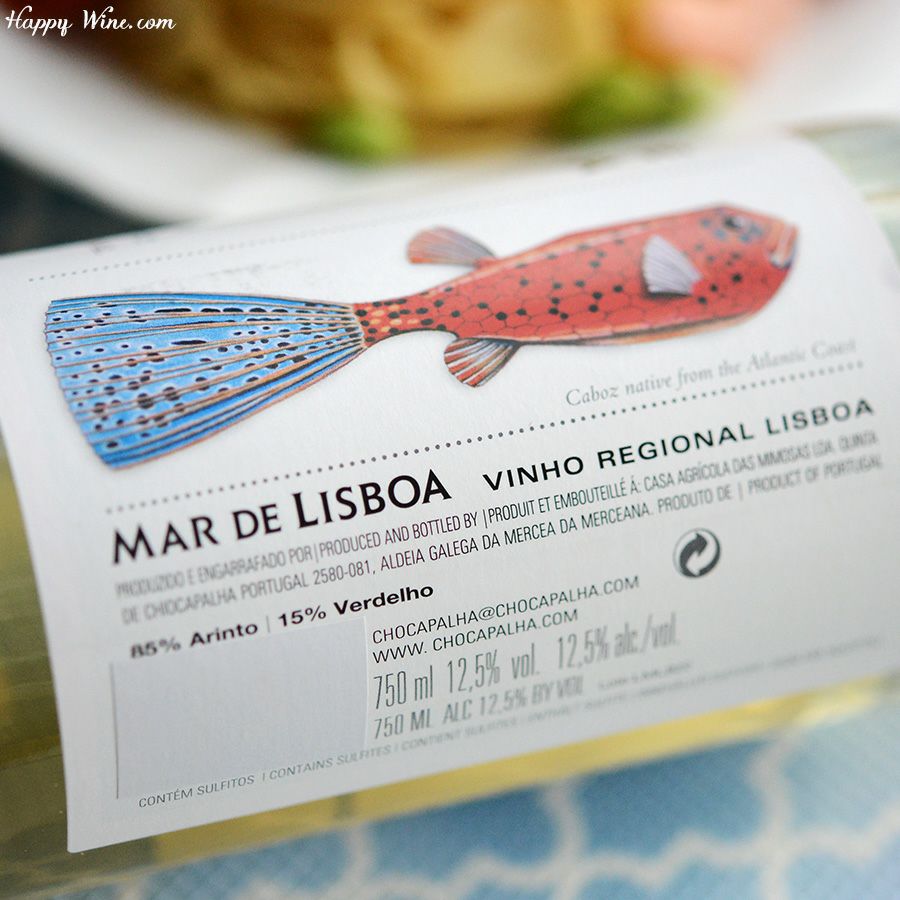 Happy Wine.com
Caboz native from the Atlantic Coast
MAR DE LISBOA VINHO REGIONAL LISBOA
PRODUZIDO E ENGARRAFADO POR | PRODUCED AND BOTTLED BY | PRODUIT ET EMBOUTEILLÉ À: CASA AGRÍCOLA DAS MIMOSAS LDA. QUINTA
DE CHOCAPALHA PORTUGAL 2580-081, ALDEIA GALEGA DA MERCEA DA MERCEANA. PRODUTO DE | PRODUCT OF PORTUGAL
85% Arinto | 15% Verdelho
CHOCAPALHA@CHOCAPALHA.COM
WWW. CHOCAPALHA.COM
750 ml 12,5% vol. 12,5% alc/vol.
750 ML ALC 12,5% BY VOL
CONTÉM SULFITOS | CONTAINS SULFITES | CONTIENT SULFITES | ENTHÄLT SULFITE